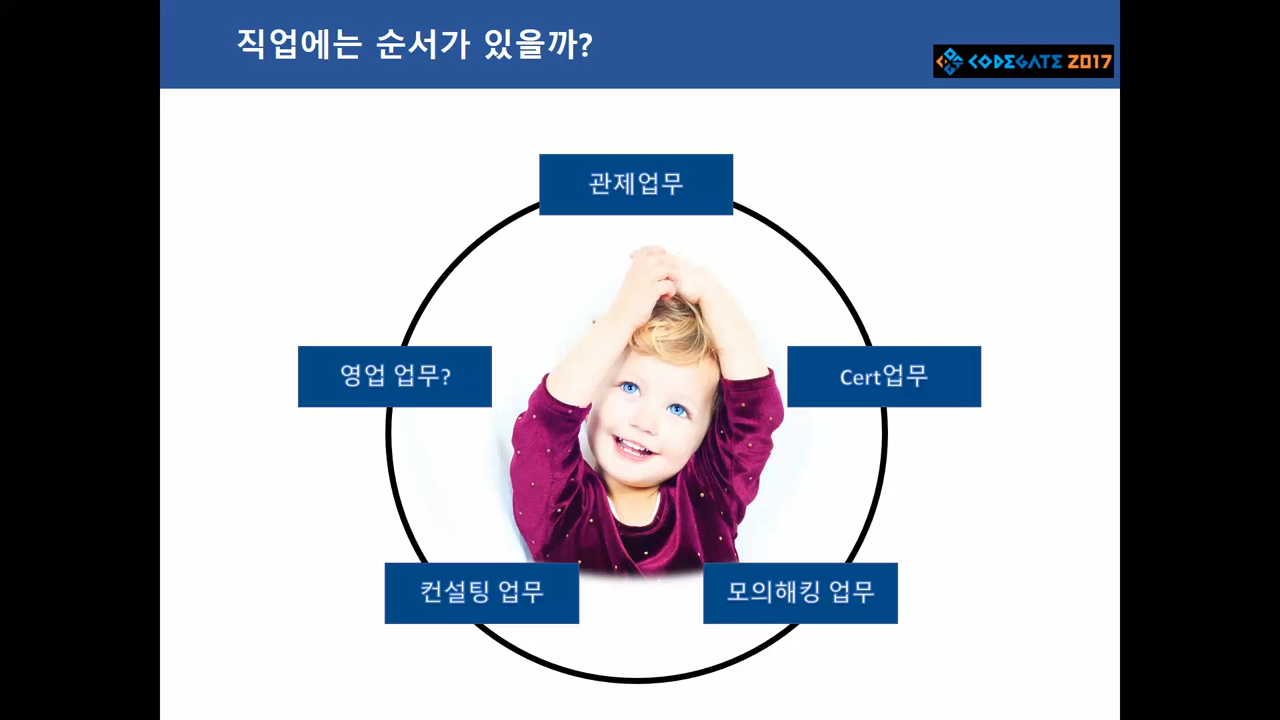 직업에는 순서가 있을까?
CODEGATE 2017
관제업무
영업 업무?
Cert업무
컨설팅 업무
모의해킹 업무